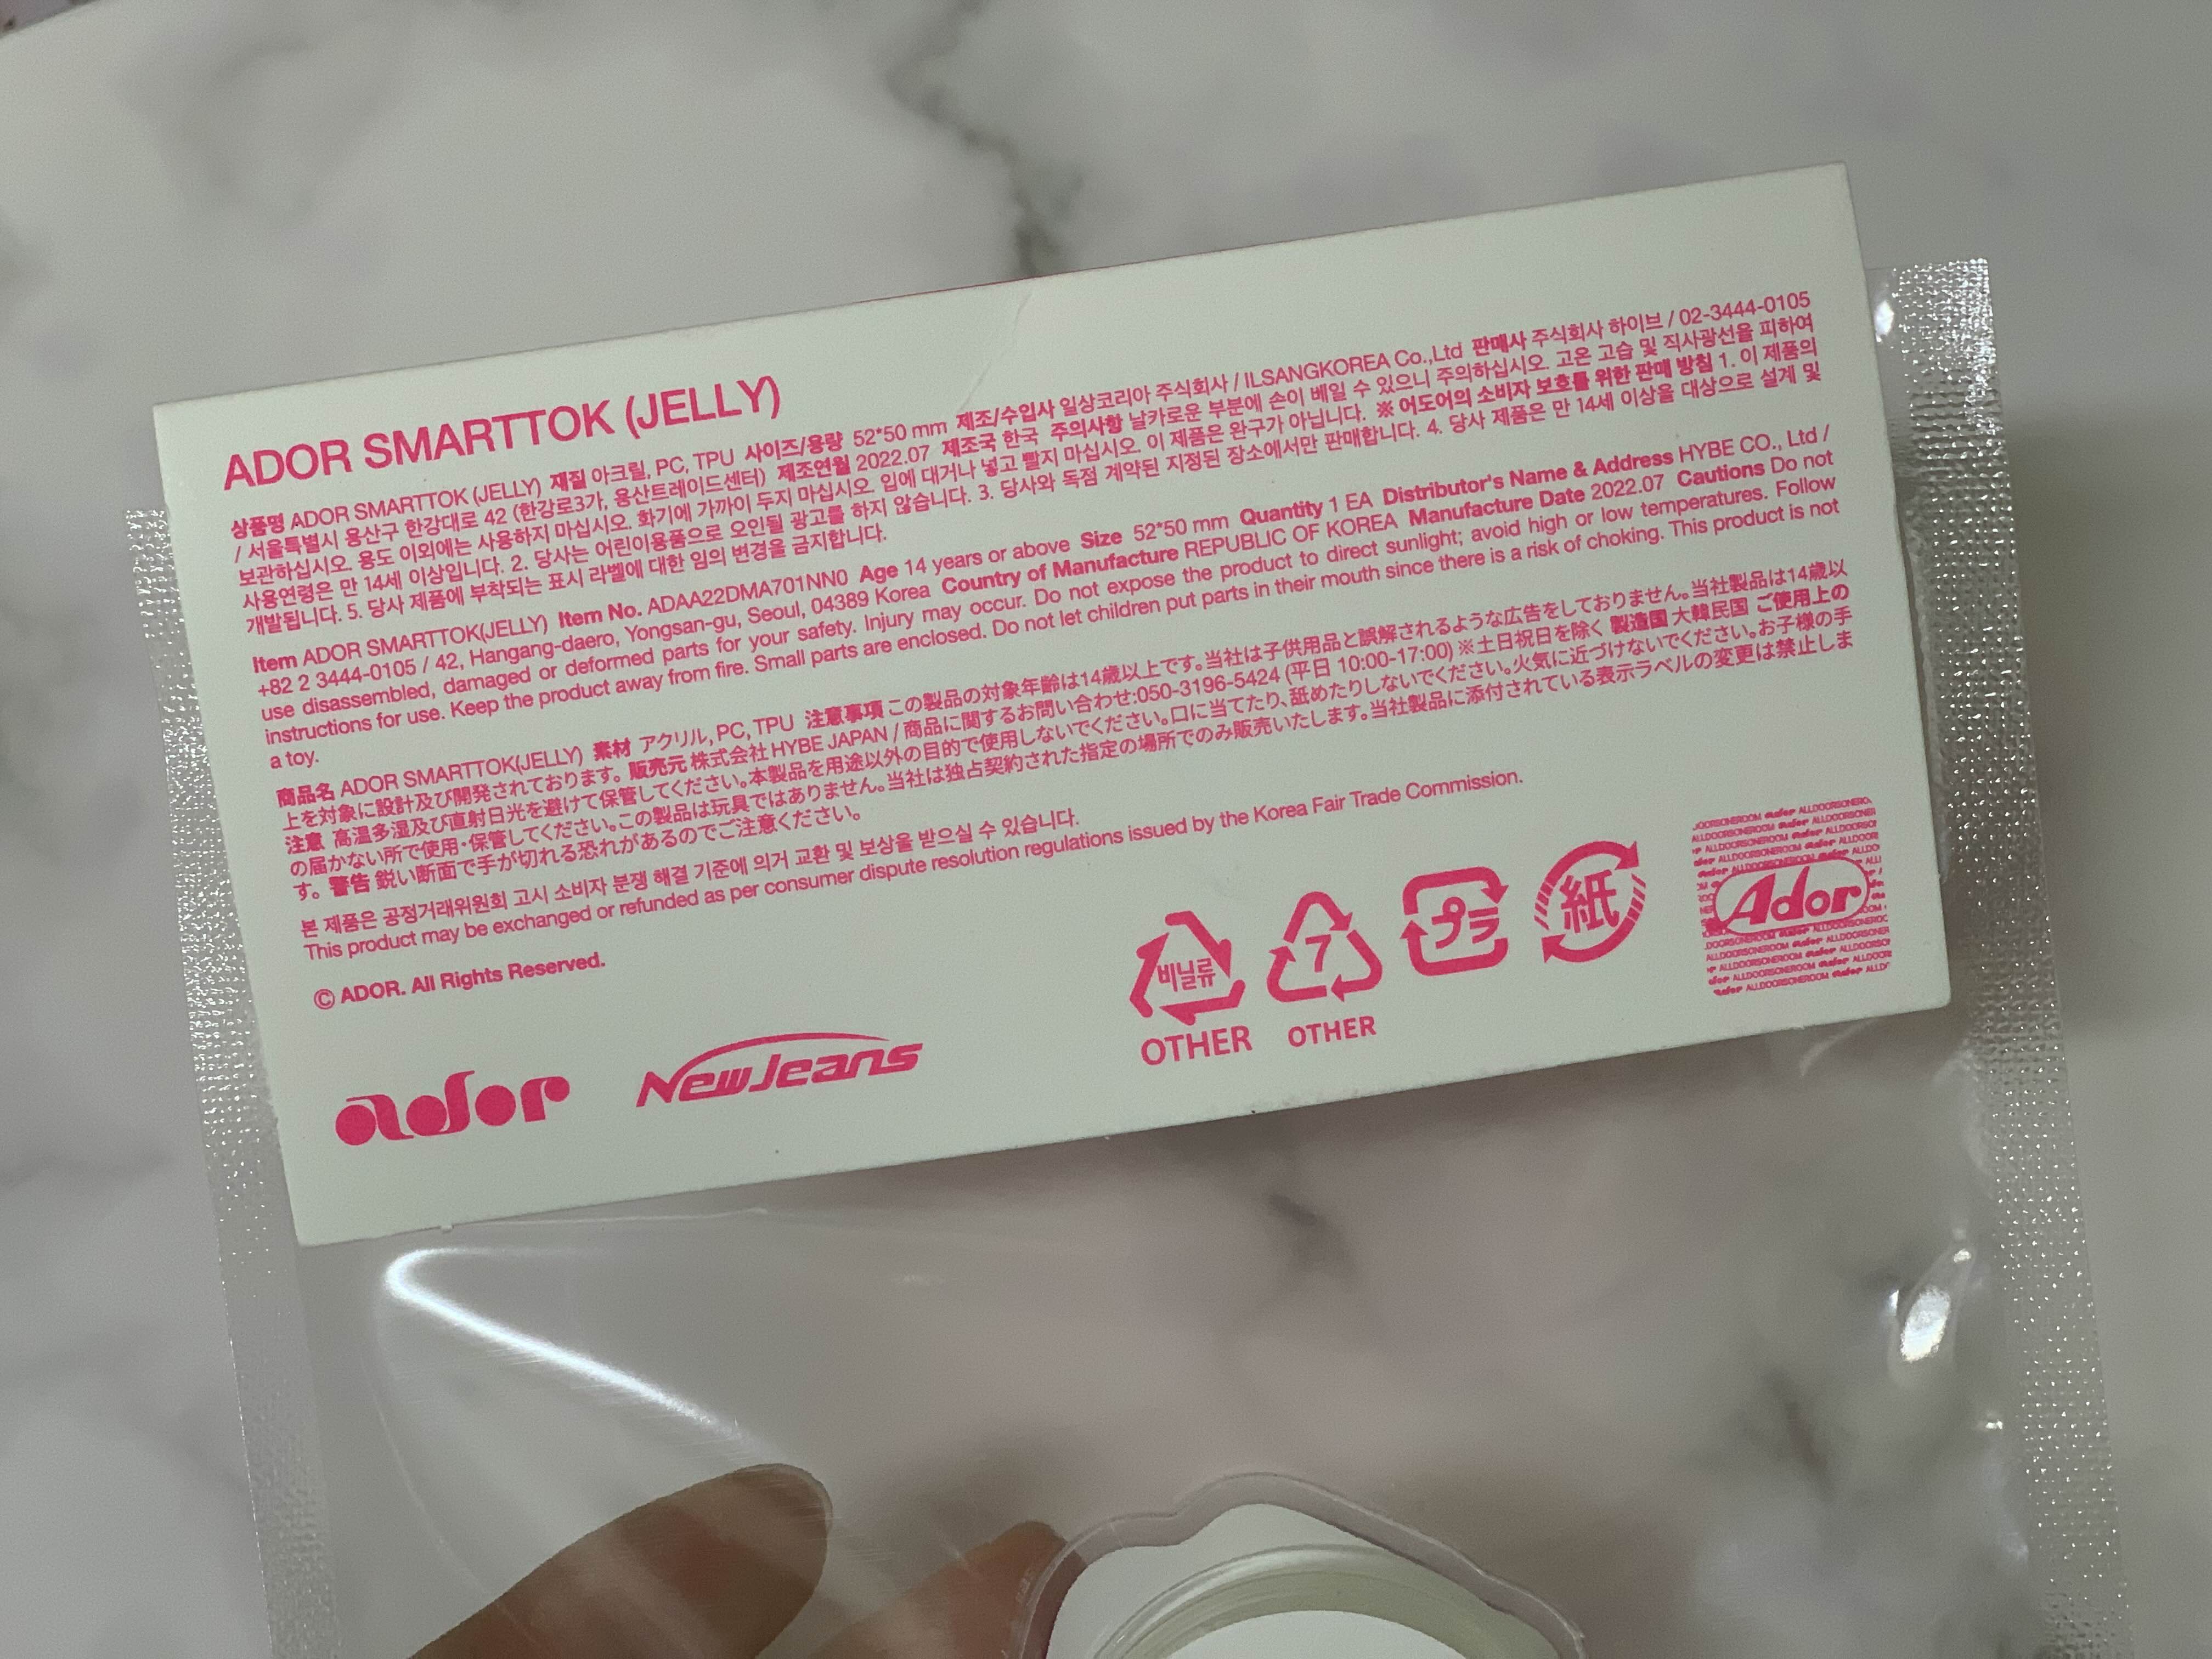 ADOR SMARTTOK (JELLY)
상품명 ADOR SMARTTOK (JELLY) 재질 아크릴, PC, TPU 사이즈/용량 52*50 mm 제조/수입사 일상코리아 주식회사 / ILSANGKOREA Co.,Ltd 판매사 주식회사 하이브 / 02-3444-0105
/ 서울특별시 용산구 한강대로 42 (한강로3가, 용산트레이드센터) 제조연월 2022.07 제조국 한국 주의사항 날카로운 부분에 손이 베일 수 있으니 주의하십시오. 고온 고습 및 직사광선을 피하여
보관하십시오. 용도 이외에는 사용하지 마십시오. 화기에 가까이 두지 마십시오. 입에 대거나 넣고 빨지 마십시오. 이 제품은 완구가 아닙니다. ※ 어도어의 소비자 보호를 위한 판매 방침 1. 이 제품의
사용연령은 만 14세 이상입니다. 2. 당사는 어린이용품으로 오인될 광고를 하지 않습니다. 3. 당사와 독점 계약된 지정된 장소에서만 판매합니다. 4. 당사 제품은 만 14세 이상을 대상으로 설계 및
개발됩니다. 5. 당사 제품에 부착되는 표시 라벨에 대한 임의 변경을 금지합니다.
Item ADOR SMARTTOK(JELLY) Item No. ADAA22DMA701NN0 Age 14 years or above Size 52*50 mm Quantity 1 EA Distributor's Name & Address HYBE CO., Ltd /
+82 2 3444-0105 / 42, Hangang-daero, Yongsan-gu, Seoul, 04389 Korea Country of Manufacture REPUBLIC OF KOREA Manufacture Date 2022.07 Cautions Do not
use disassembled, damaged or deformed parts for your safety. Injury may occur. Do not expose the product to direct sunlight; avoid high or low temperatures. Follow
instructions for use. Keep the product away from fire. Small parts are enclosed. Do not let children put parts in their mouth since there is a risk of choking. This product is not
a toy.
商品名 ADOR SMARTTOK(JELLY) 素材 アクリル, PC, TPU 注意事項 この製品の対象年齢は14歳以上です。当社は子供用品と誤解されるような広告をしておりません。当社製品は14歳以
上を対象に設計及び開発されております。 販売元 株式会社 HYBE JAPAN / 商品に関するお問い合わせ:050-3196-5424 (平日 10:00-17:00) ※土日祝日を除く 製造国 大韓民国 ご使用上の
注意 高温多湿及び直射日光を避けて保管してください。本製品を用途以外の目的で使用しないでください。口に当てたり、舐めたりしないでください。火気に近づけないでください。お子様の手
の届かない所で使用・保管してください。この製品は玩具ではありません。当社は独占契約された指定の場所でのみ販売いたします。当社製品に添付されている表示ラベルの変更は禁止しま
す。 警告 鋭い断面で手が切れる恐れがあるのでご注意ください。
본 제품은 공정거래위원회 고시 소비자 분쟁 해결 기준에 의거 교환 및 보상을 받으실 수 있습니다.
This product may be exchanged or refunded as per consumer dispute resolution regulations issued by the Korea Fair Trade Commission.
© ADOR. All Rights Reserved.
ador
NewJeans
비닐류
OTHER
7
OTHER
プラ
紙
Ador